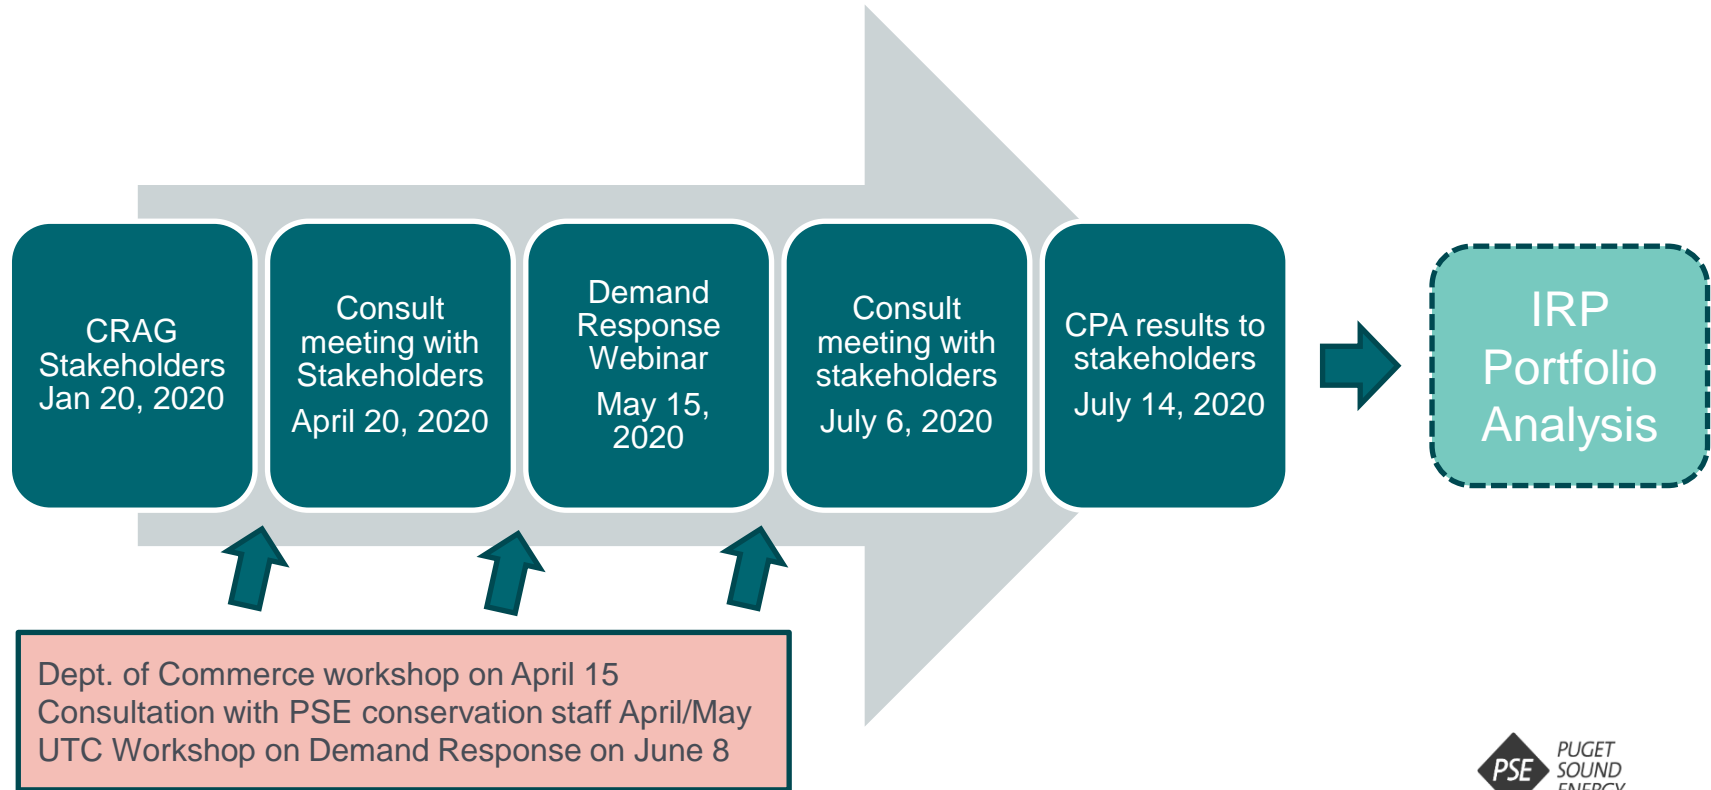 CRAG
Stakeholders
Jan 20, 2020
Consult
meeting with
Stakeholders
April 20, 2020
Demand
Response
Webinar
May 15,
2020
Consult
meeting with
stakeholders
July 6, 2020
CPA results to
stakeholders
July 14, 2020
IRP
Portfolio
Analysis
Dept. of Commerce workshop on April 15
Consultation with PSE conservation staff April/May
UTC Workshop on Demand Response on June 8
PSE
PUGET
SOUND
ENERGY